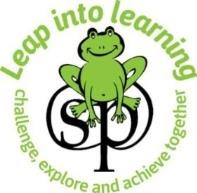 Leap into learning
sp
challenge, explore and achieve together